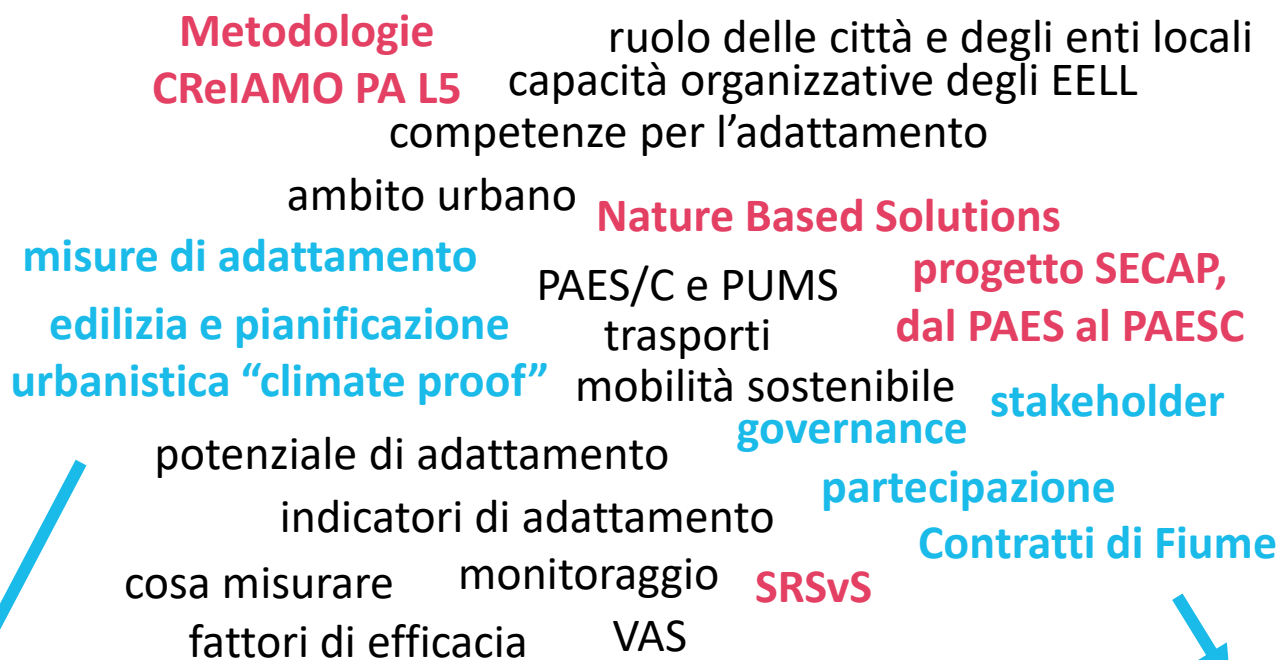 Metodologie
CReIAMO PA L5
ruolo delle città e degli enti locali
capacità organizzative degli EELL
competenze per l’adattamento
ambito urbano
Nature Based Solutions
misure di adattamento
PAES/C e PUMS
progetto SECAP,
dal PAES al PAESC
edilizia e pianificazione
urbanistica “climate proof”
trasporti
mobilità sostenibile
stakeholder
governance
potenziale di adattamento
partecipazione
indicatori di adattamento
Contratti di Fiume
cosa misurare
monitoraggio
SRSvS
fattori di efficacia
VAS